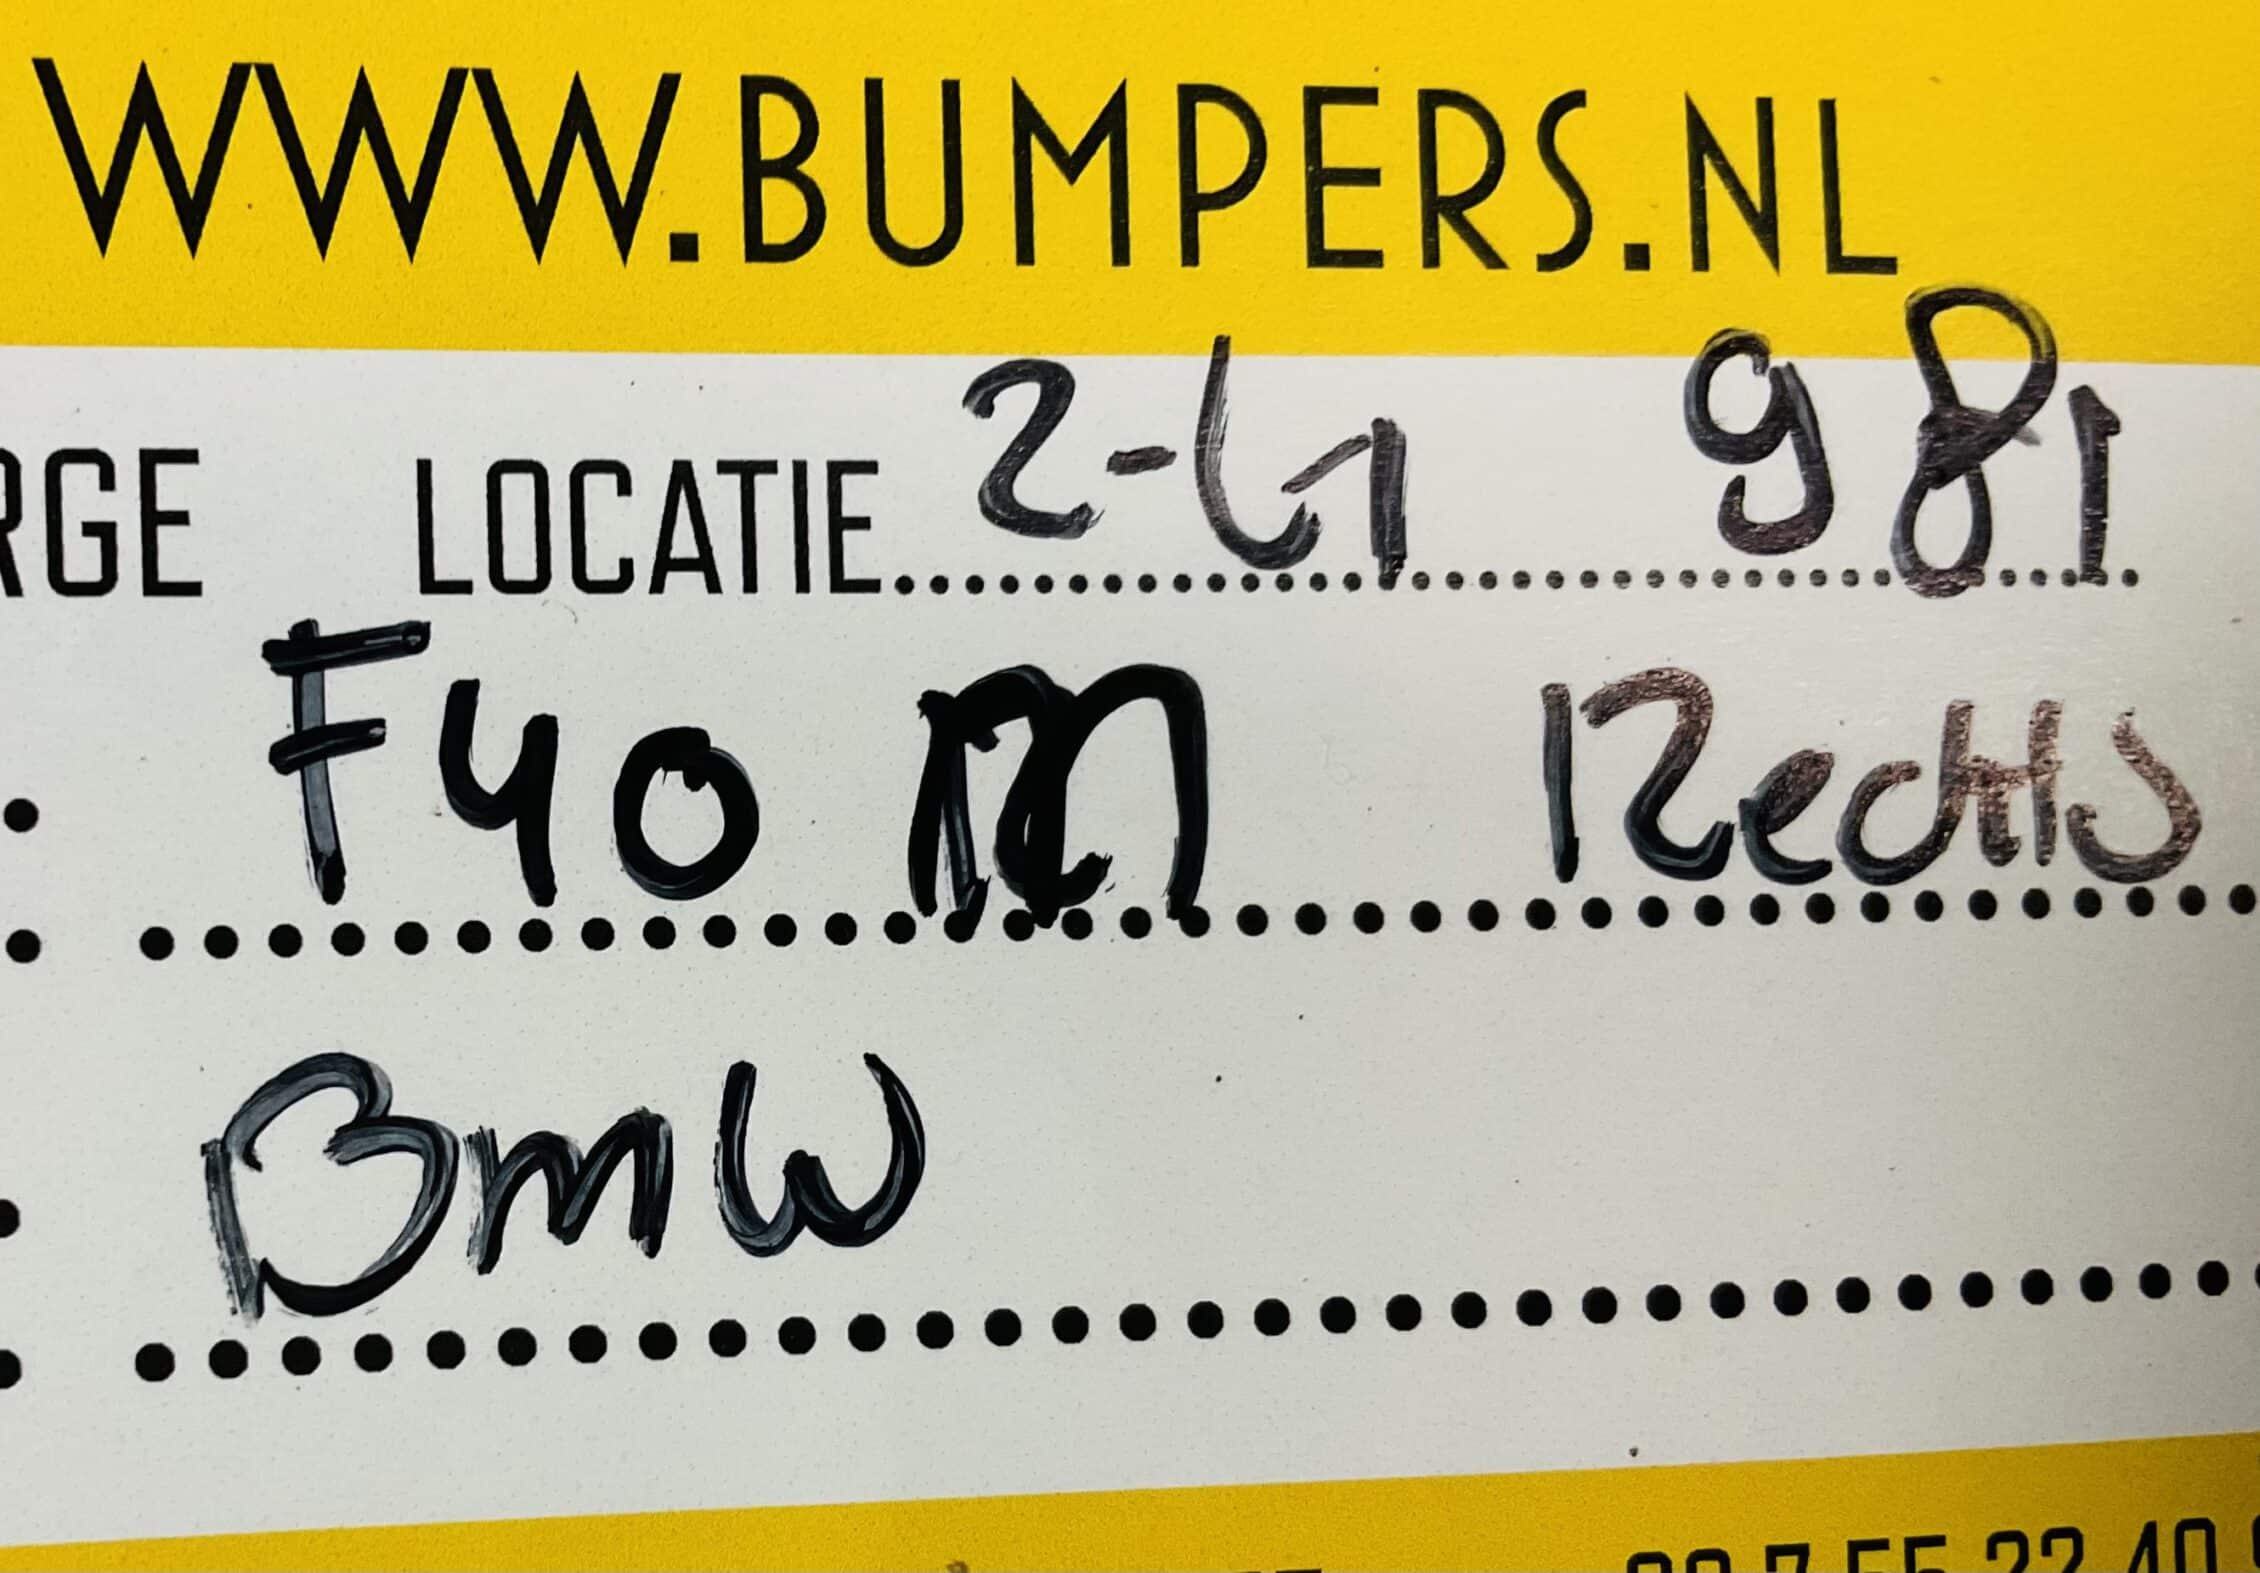 WWW.BUMPERS.NL
RGE LOCATIE 2-G1 981
F40 M Rechts
BMW